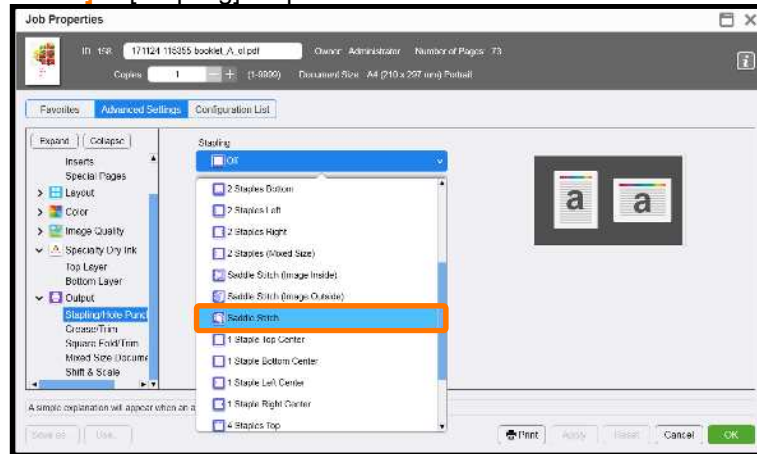 Job Properties
ID 158 171124 115355 booklet_A_ol pdf Owner Administrator Number of Pages 73
Copies 1 (1-9999) Document Size A4 (210 x 297 mm) Portrait
Favorites Advanced Settings Configuration List
Expand Collapse
Stapling
Off
Inserts
Special Pages
Layout
Color
Image Quality
Specialty Dry Ink
Top Layer
Bottom Layer
Output
Stapling/Hole Punc
Crease/Trim
Square Fold/Trim
Mixed Size Docume
Shift & Scale
2 Staples Bottom
2 Staples Left
2 Staples Right
2 Staples (Mixed Size)
Saddle Stitch (Image Inside)
Saddle Stitch (Image Outside)
Saddle Stitch
1 Staple Top Center
1 Staple Bottom Center
1 Staple Left Center
1 Staple Right Center
4 Staples Top
a a
A simple explanation will appear when an a
Save as Use... Print Apply Reset Cancel OK